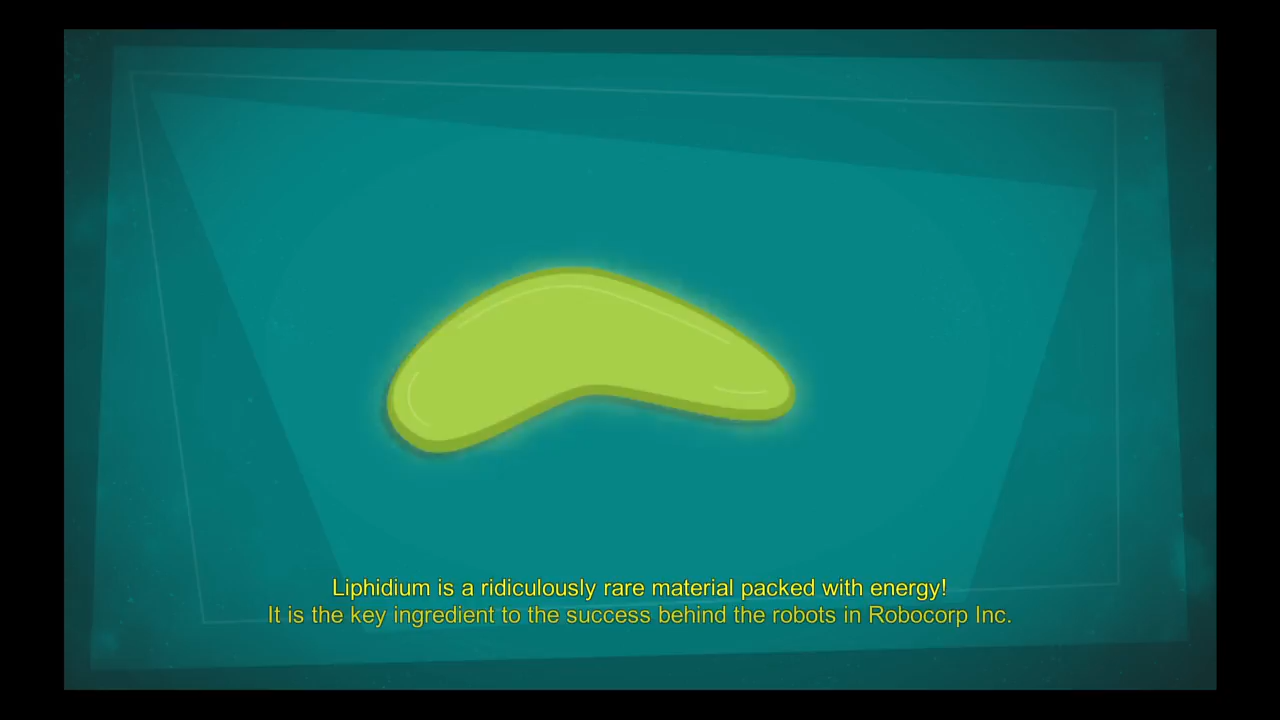 Liphidium is a ridiculously rare material packed with energy!
It is the key ingredient to the success behind the robots in Robocorp Inc.